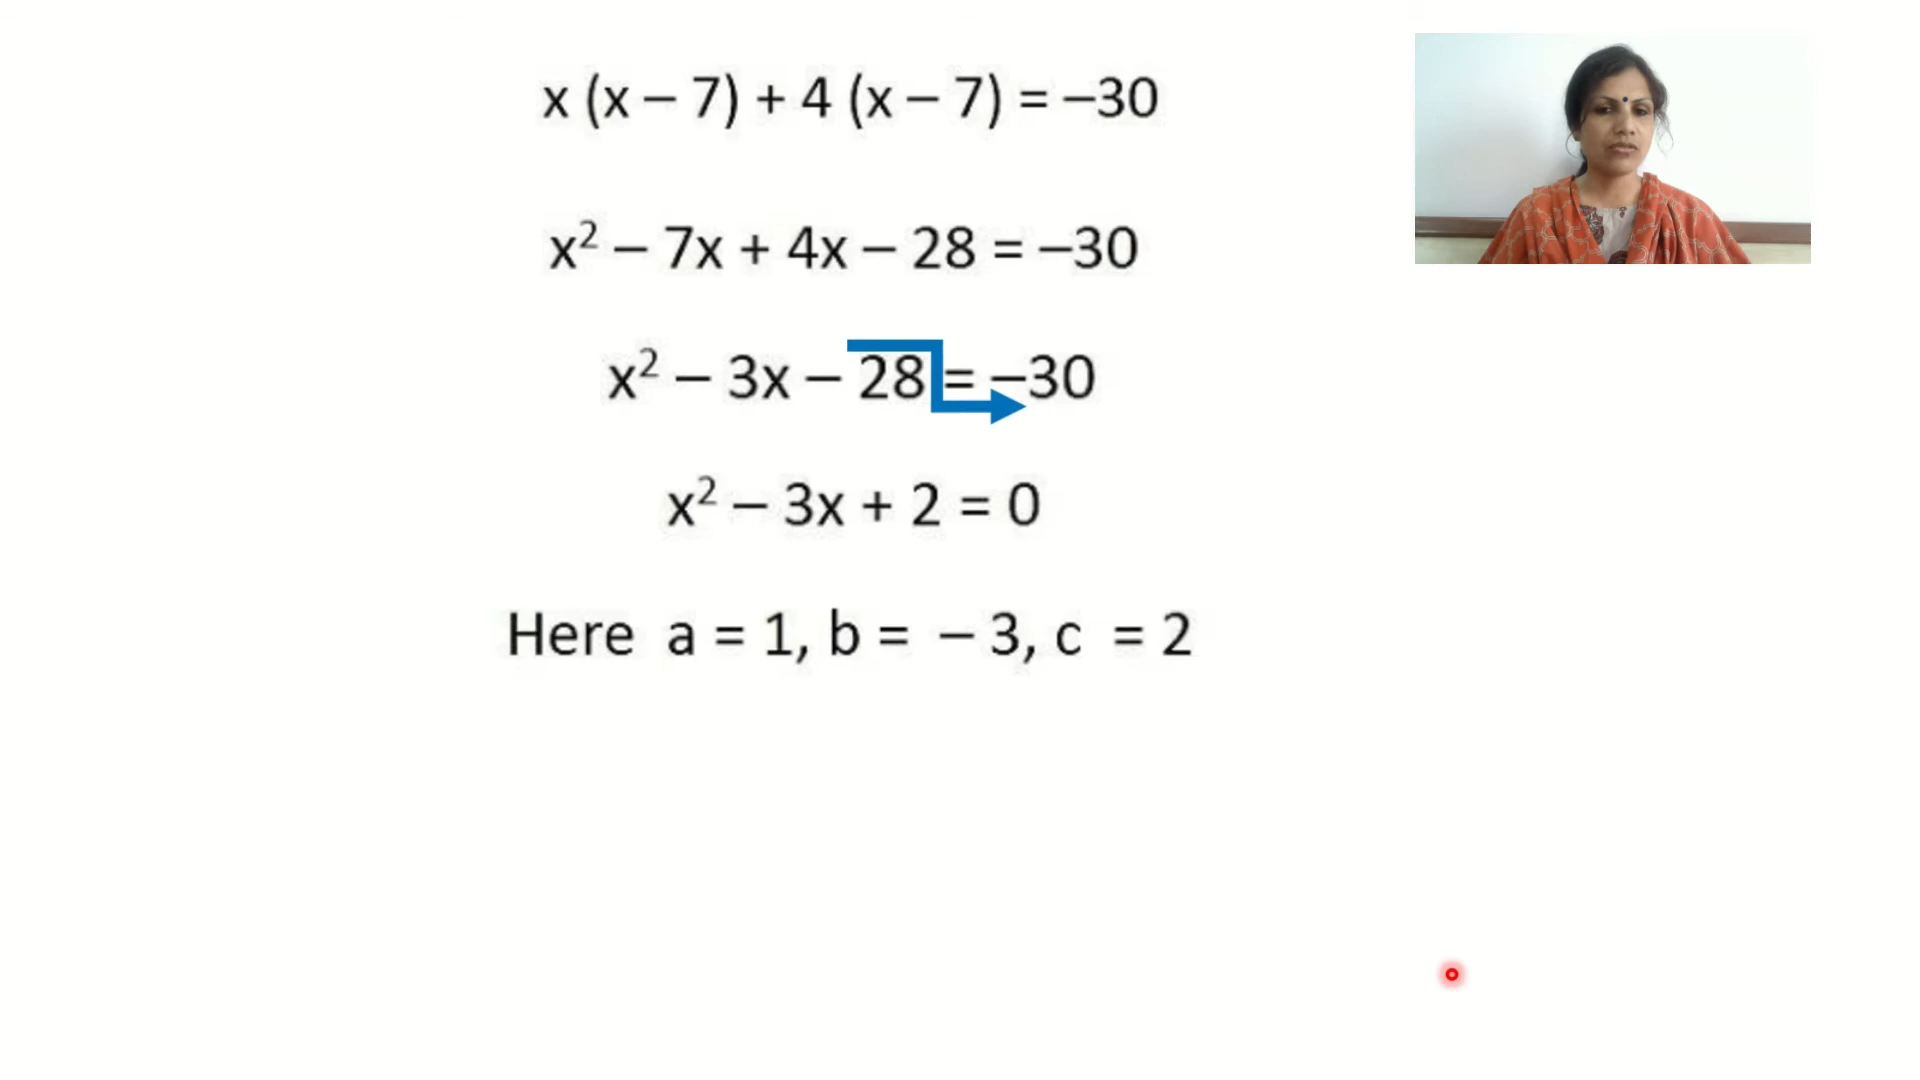 x (x – 7) + 4 (x – 7) = –30
x² – 7x + 4x – 28 = –30
x² – 3x – 28 = –30
x² – 3x + 2 = 0
Here a = 1, b = – 3, c = 2